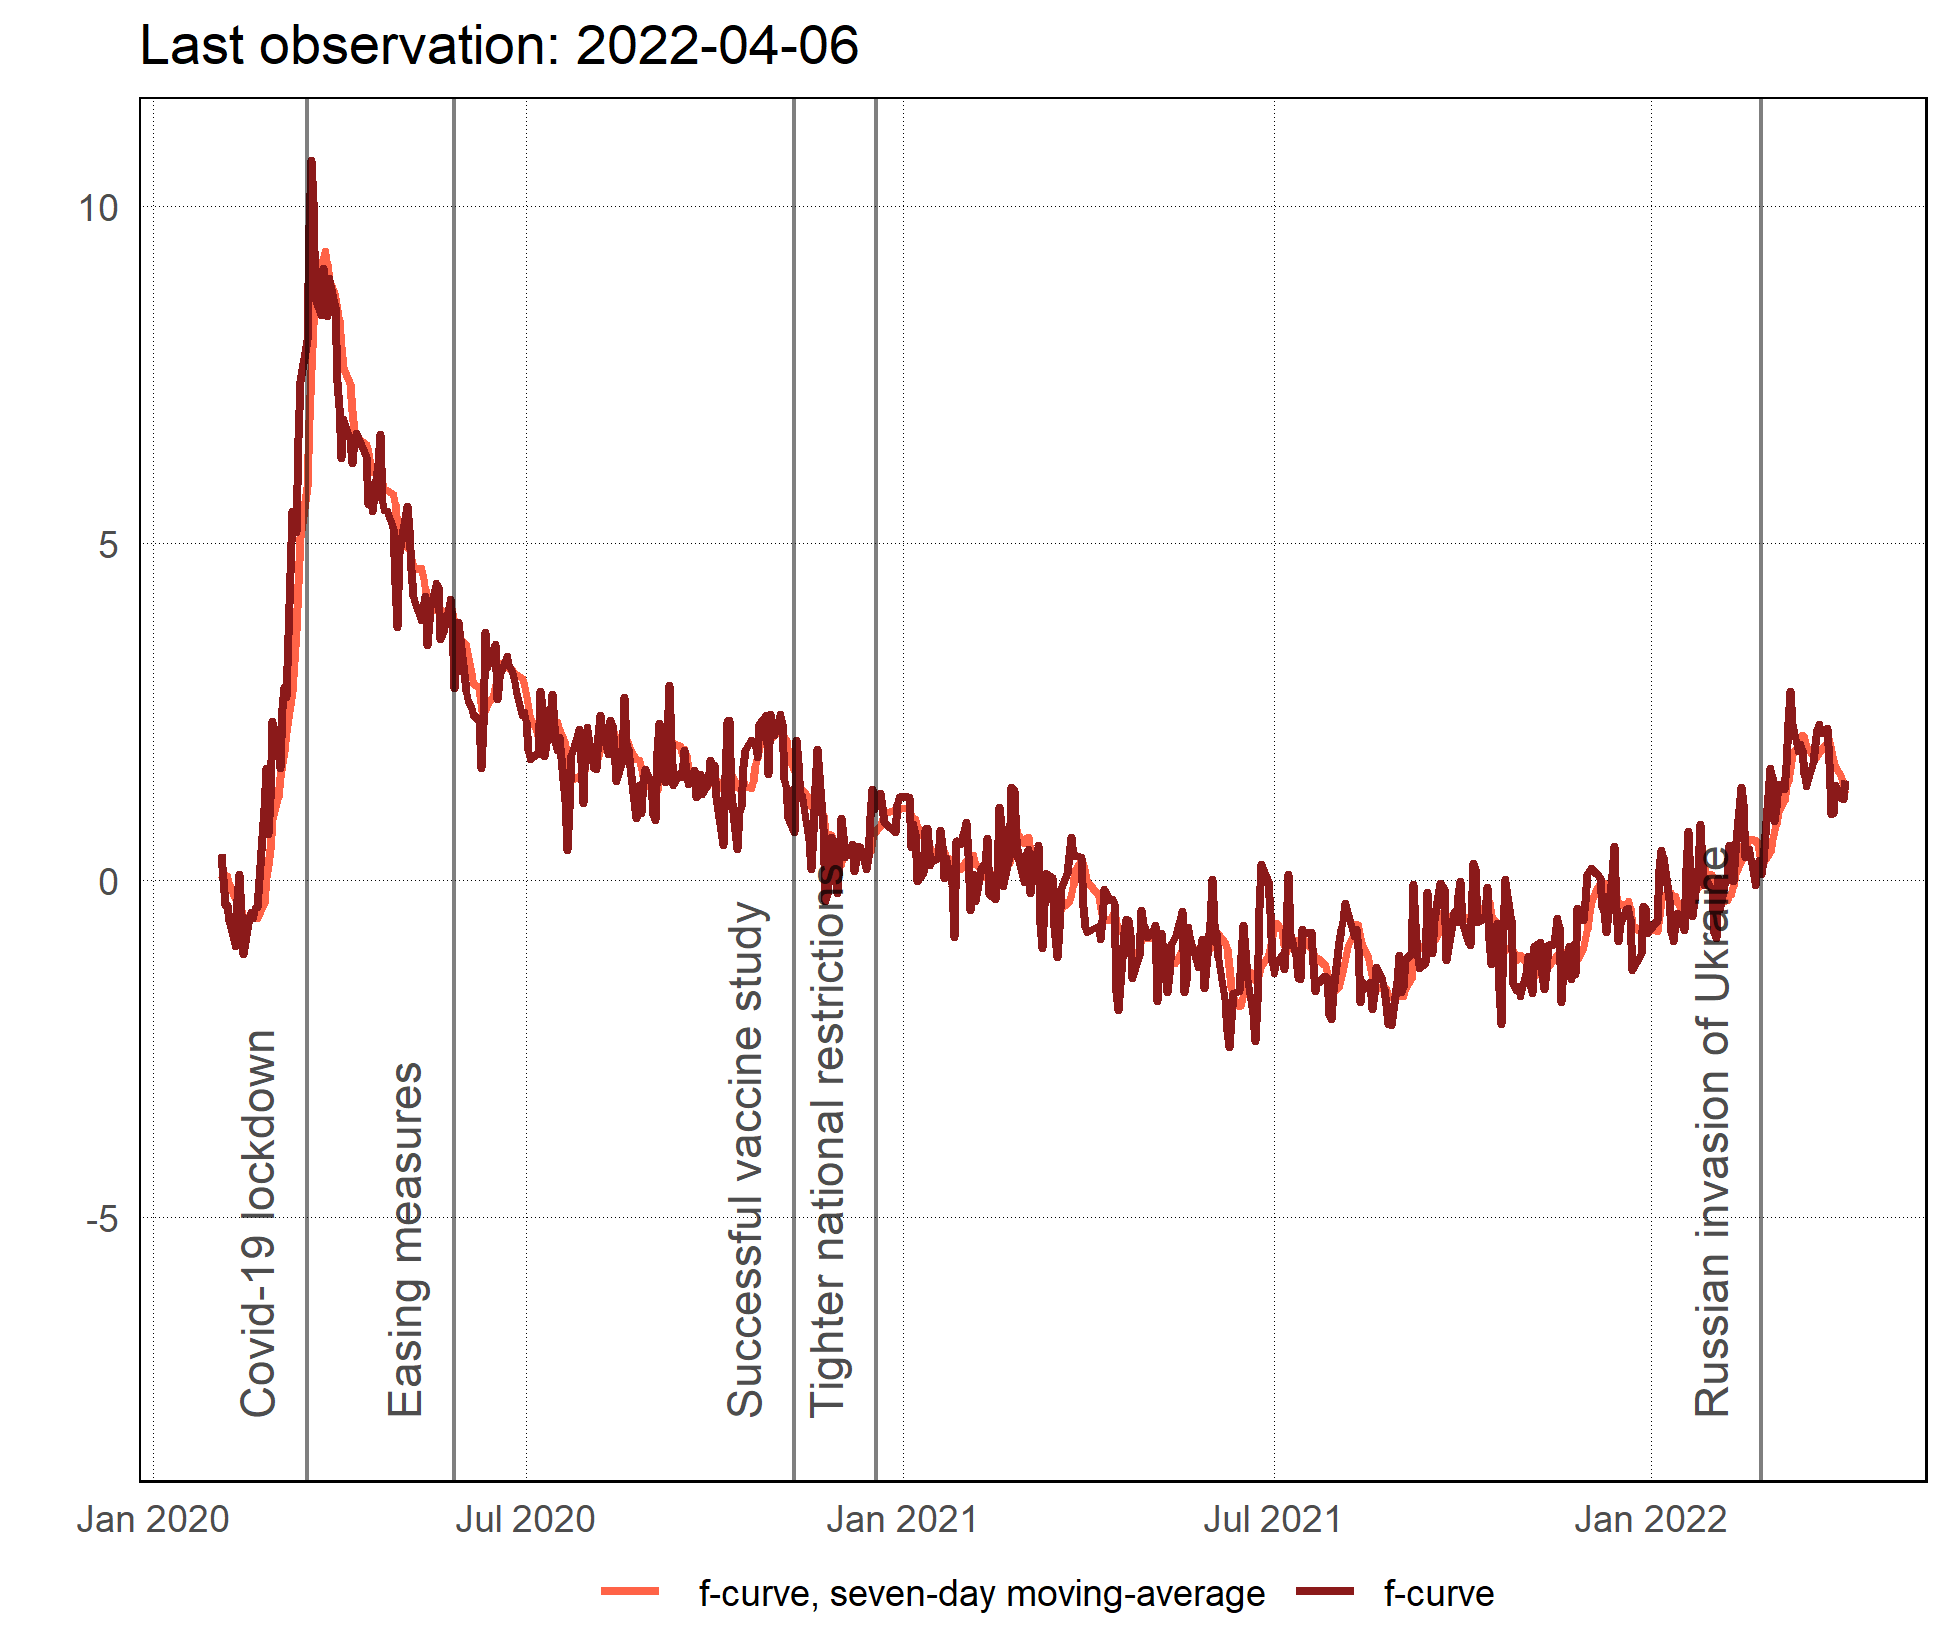 Last observation: 2022-04-06
10
5
0
-5
Covid-19 lockdown
Easing measures
Successful vaccine study
Tighter national restrictions
Russian invasion of Ukraine
Jan 2020
Jul 2020
Jan 2021
Jul 2021
Jan 2022
f-curve, seven-day moving-average
f-curve